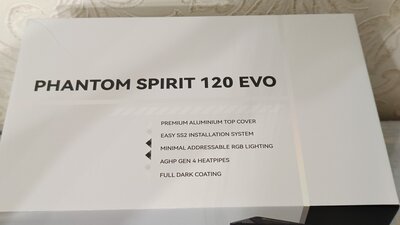 PHANTOM SPIRIT 120 EVO
PREMIUM ALUMINIUM TOP COVER
EASY SS2 INSTALLATION SYSTEM
MINIMAL ADDRESSABLE RGB LIGHTING
AGHP GEN 4 HEATPIPES
FULL DARK COATING